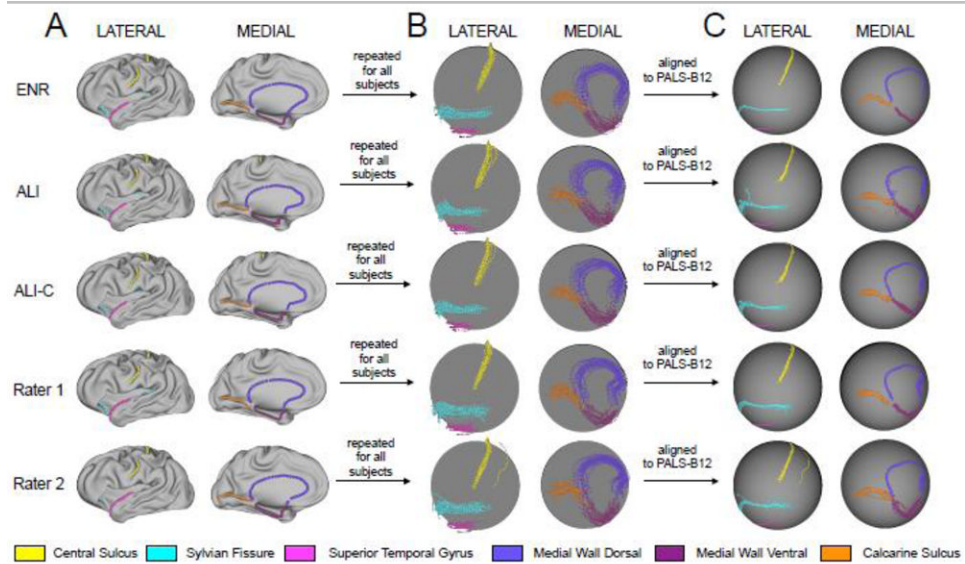 A B C
LATERAL MEDIAL LATERAL MEDIAL LATERAL MEDIAL
ENR
repeated
for all
subjects
aligned
to PALS-B12
ALI
repeated
for all
subjects
aligned
to PALS-B12
ALI-C
repeated
for all
subjects
aligned
to PALS-B12
Rater 1
repeated
for all
subjects
aligned
to PALS-B12
Rater 2
repeated
for all
subjects
aligned
to PALS-B12
Central Sulcus Sylvian Fissure Superior Temporal Gyrus Medial Wall Dorsal Medial Wall Ventral Calcarine Sulcus